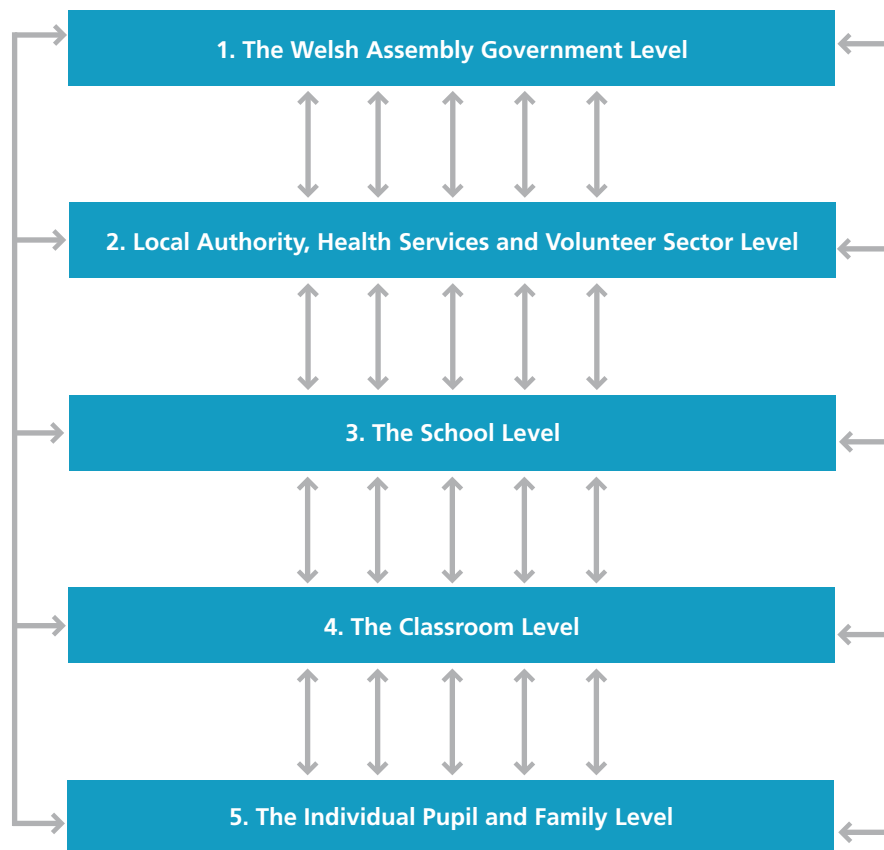 1. The Welsh Assembly Government Level
2. Local Authority, Health Services and Volunteer Sector Level
3. The School Level
4. The Classroom Level
5. The Individual Pupil and Family Level